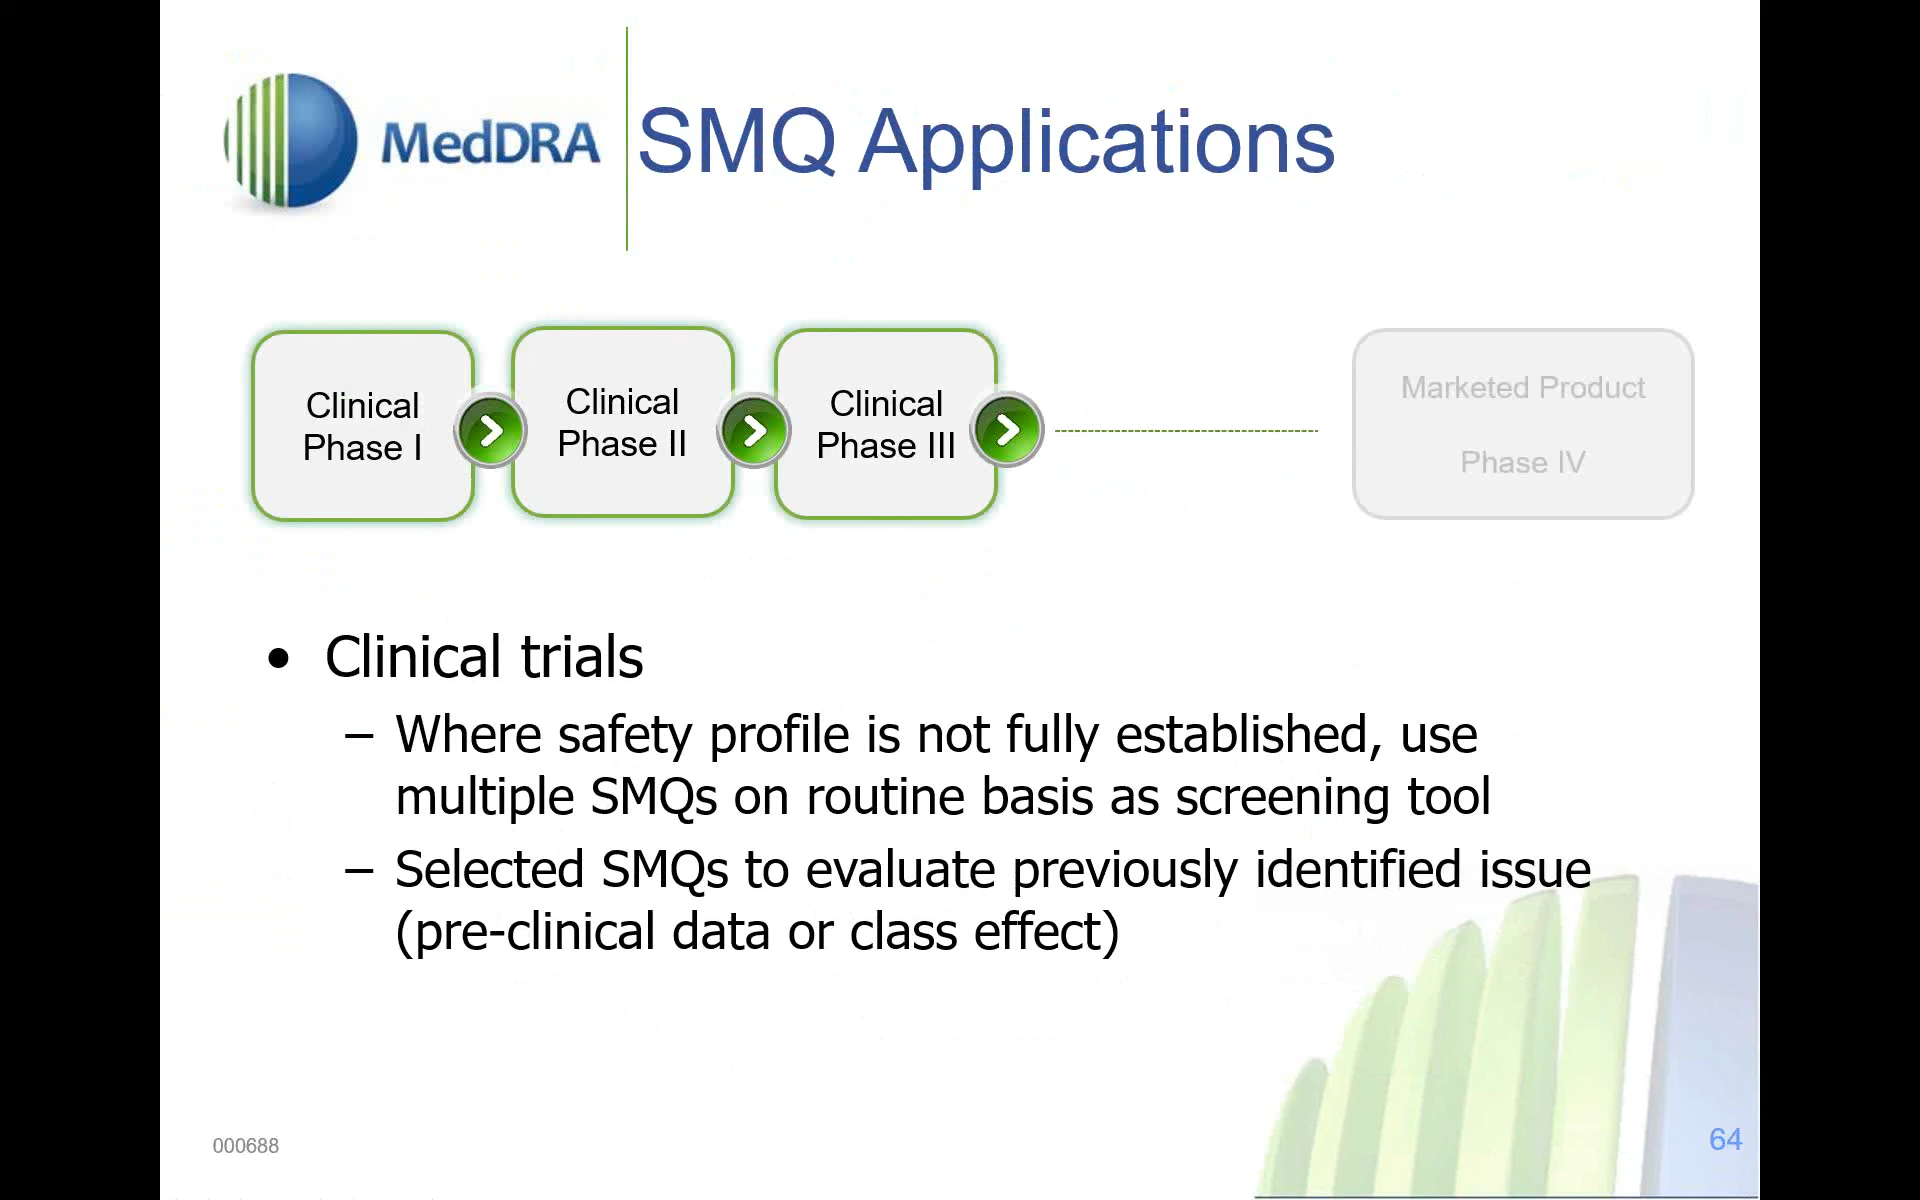 MedDRA
SMQ Applications
Clinical
Phase I
Clinical
Phase II
Clinical
Phase III
Marketed Product
Phase IV
• Clinical trials
– Where safety profile is not fully established, use
multiple SMQs on routine basis as screening tool
– Selected SMQs to evaluate previously identified issue
(pre-clinical data or class effect)
000688
64